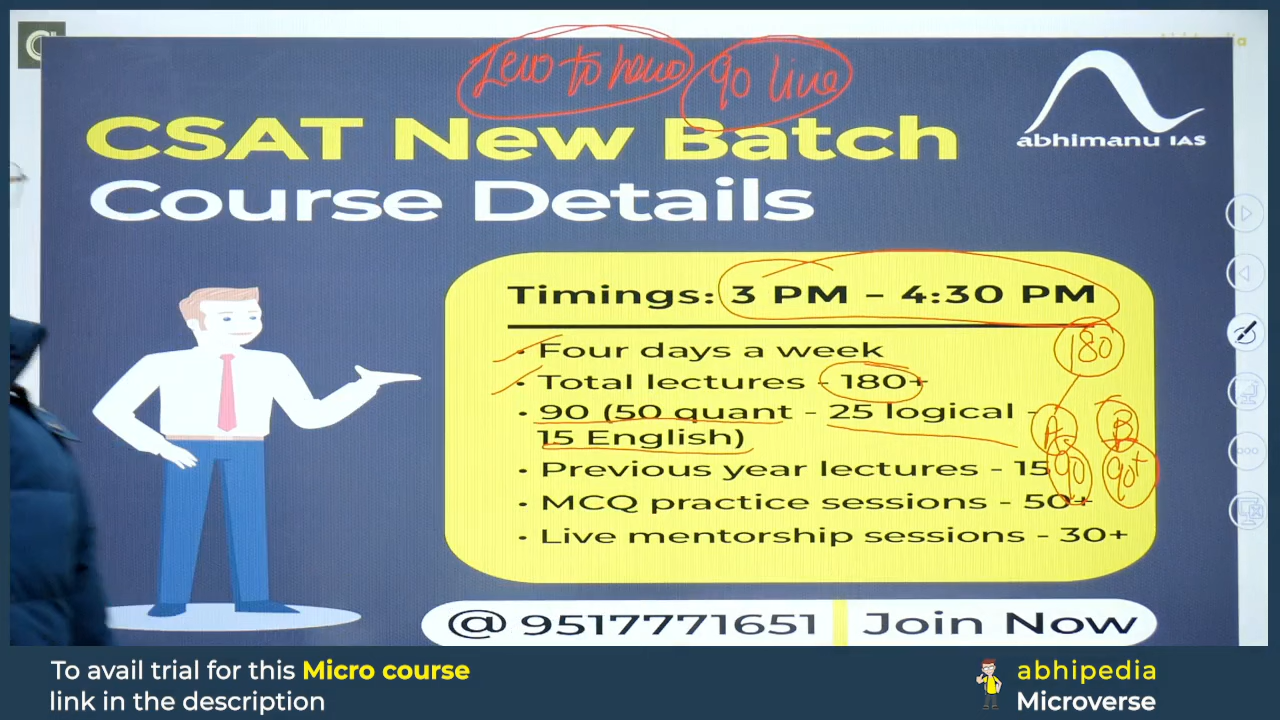 Zero to hero 90 live
CSAT New Batch
Course Details
abhimanu IAS
Timings: 3 PM - 4:30 PM
• Four days a week
• Total lectures - 180+
• 90 (50 quant - 25 logical -
15 English)
• Previous year lectures - 15
• MCQ practice sessions - 50+
• Live mentorship sessions - 30+
180
A B
90 90+
@ 9517771651 | Join Now
To avail trial for this Micro course
link in the description
abhipedia
Microverse